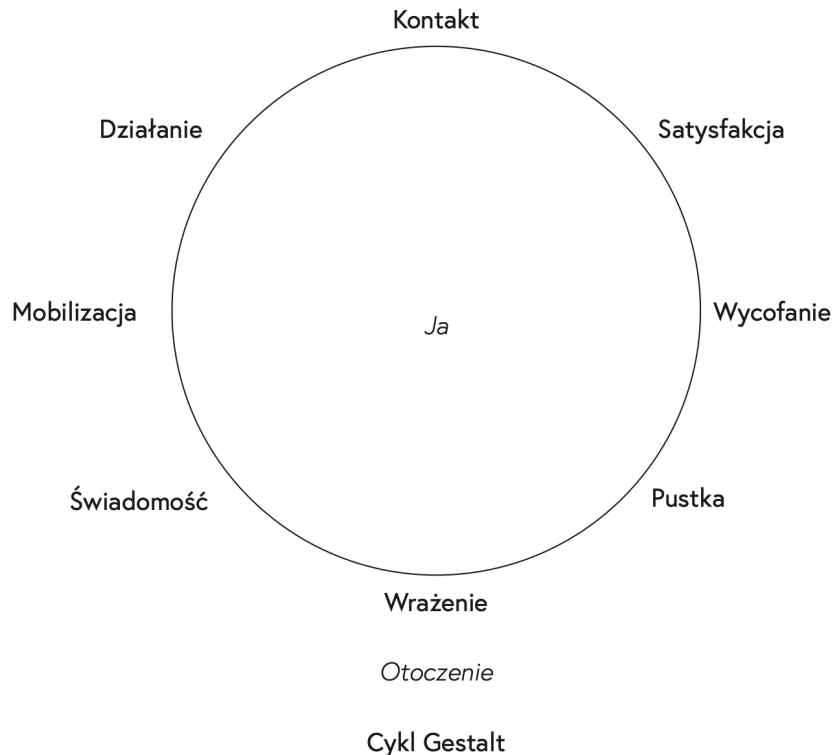 Kontakt
Działanie
Satysfakcja
Mobilizacja
Ja
Wycofanie
Świadomość
Pustka
Wrażenie
Otoczenie
Cykl Gestalt